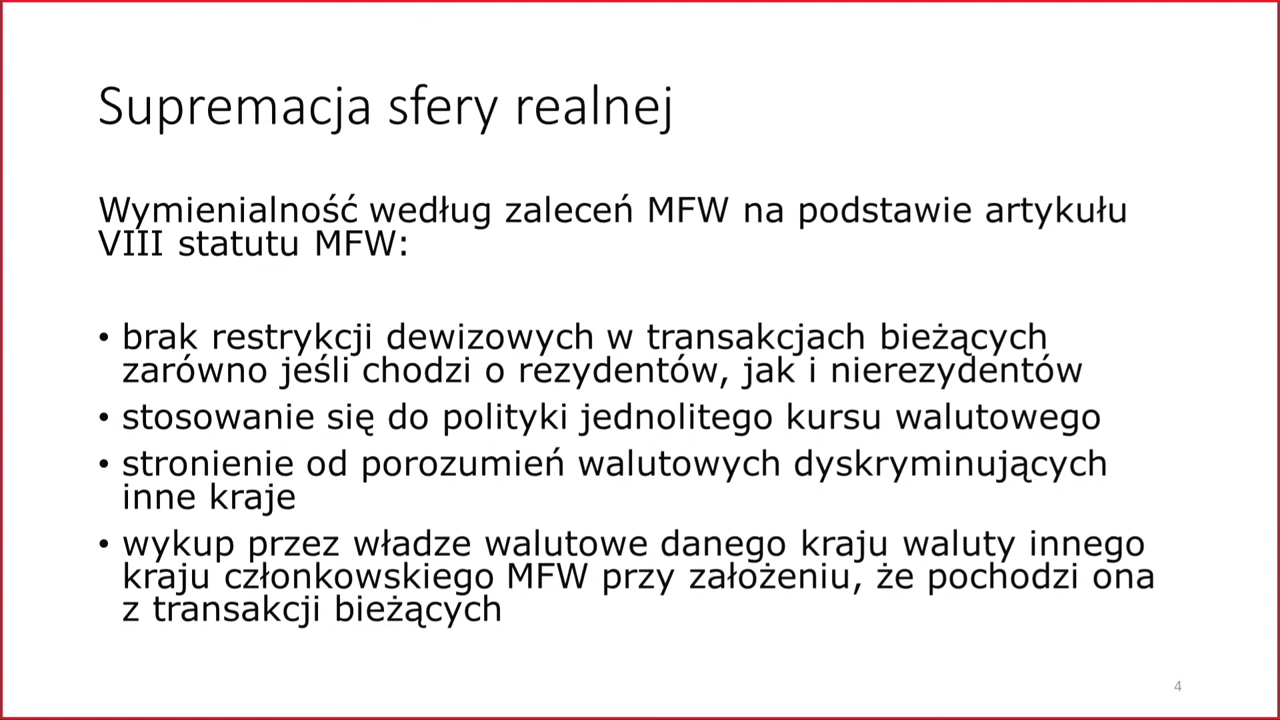 Supremacja sfery realnej
Wymienialność według zaleceń MFW na podstawie artykułu
VIII statutu MFW:
• brak restrykcji dewizowych w transakcjach bieżących
zarówno jeśli chodzi o rezydentów, jak i nierezydentów
• stosowanie się do polityki jednolitego kursu walutowego
• stronienie od porozumień walutowych dyskryminujących
inne kraje
• wykup przez władze walutowe danego kraju waluty innego
kraju członkowskiego MFW przy założeniu, że pochodzi ona
z transakcji bieżących
4